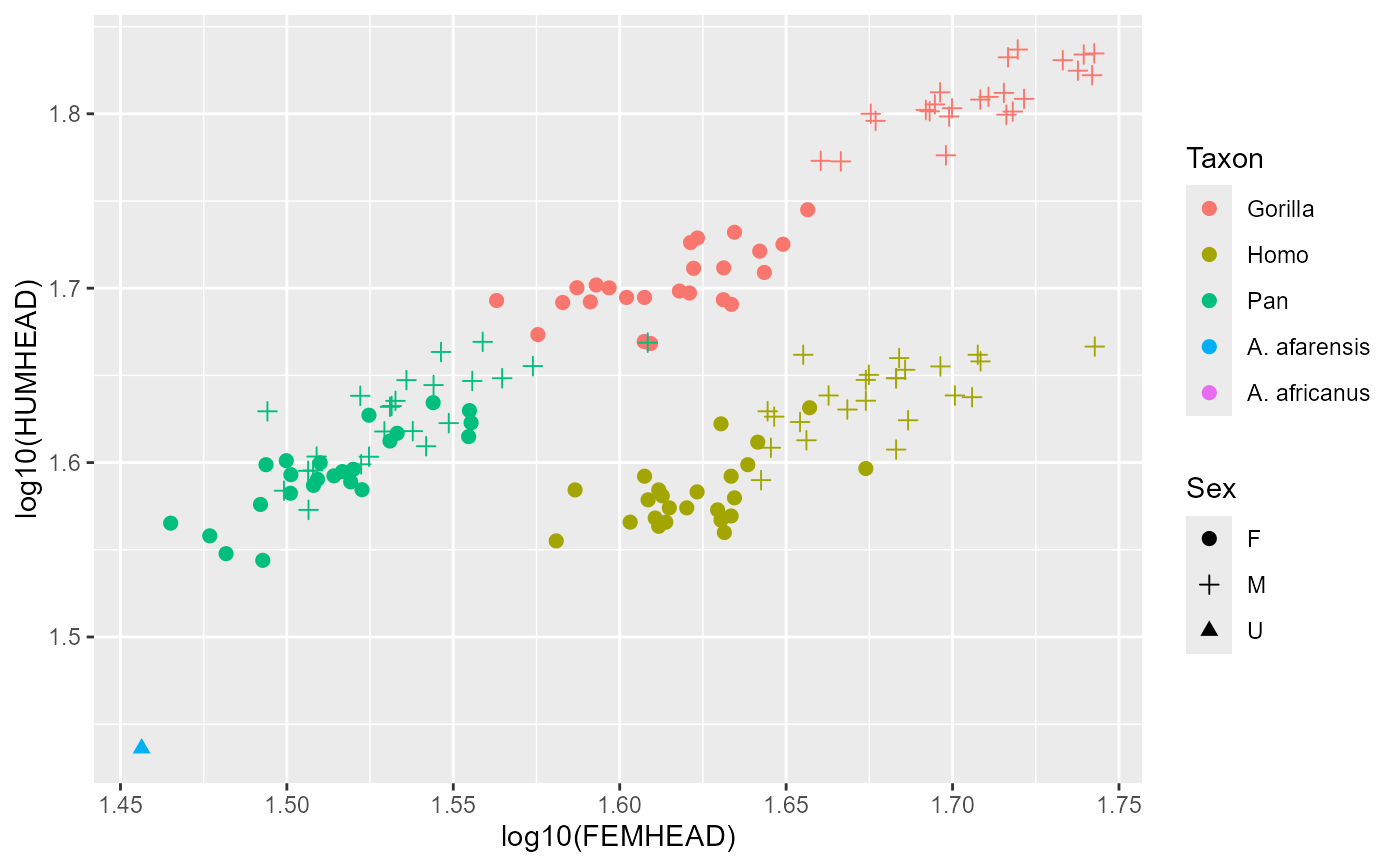 log10(HUMHEAD)
1.8
1.7
1.6
1.5
1.45 1.50 1.55 1.60 1.65 1.70 1.75
log10(FEMHEAD)
Taxon
Gorilla
Homo
Pan
A. afarensis
A. africanus
Sex
F
M
U